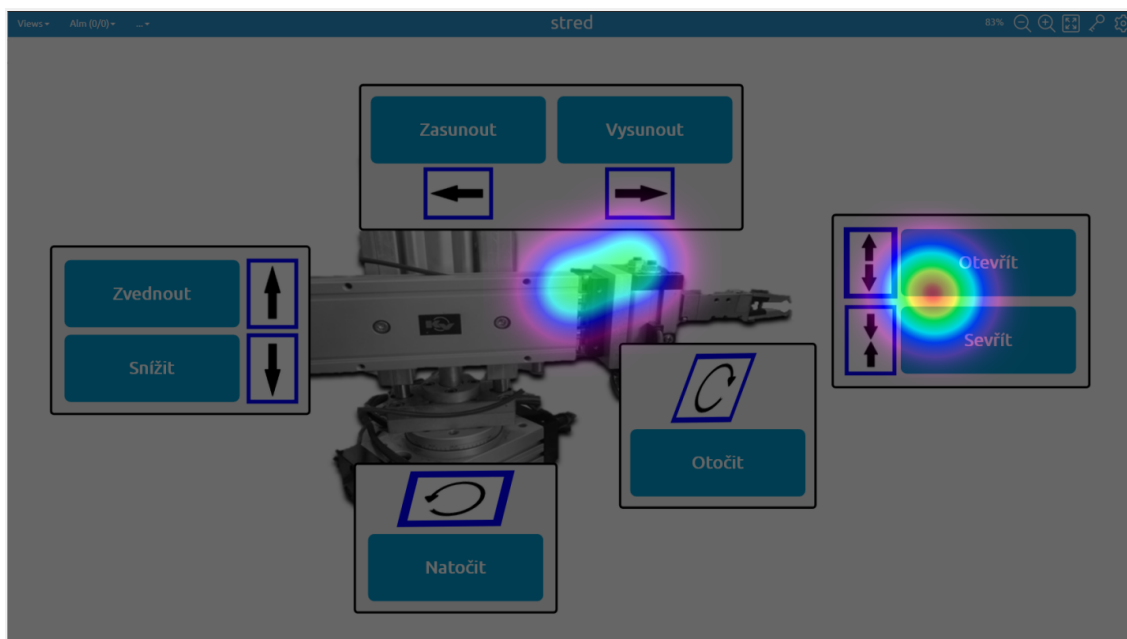 Views Alm (0/0) ... stred 83%
Zasunout Vysunout
Zvednout
Snížit
Otevřít
Sevřít
Otočit
Natočit